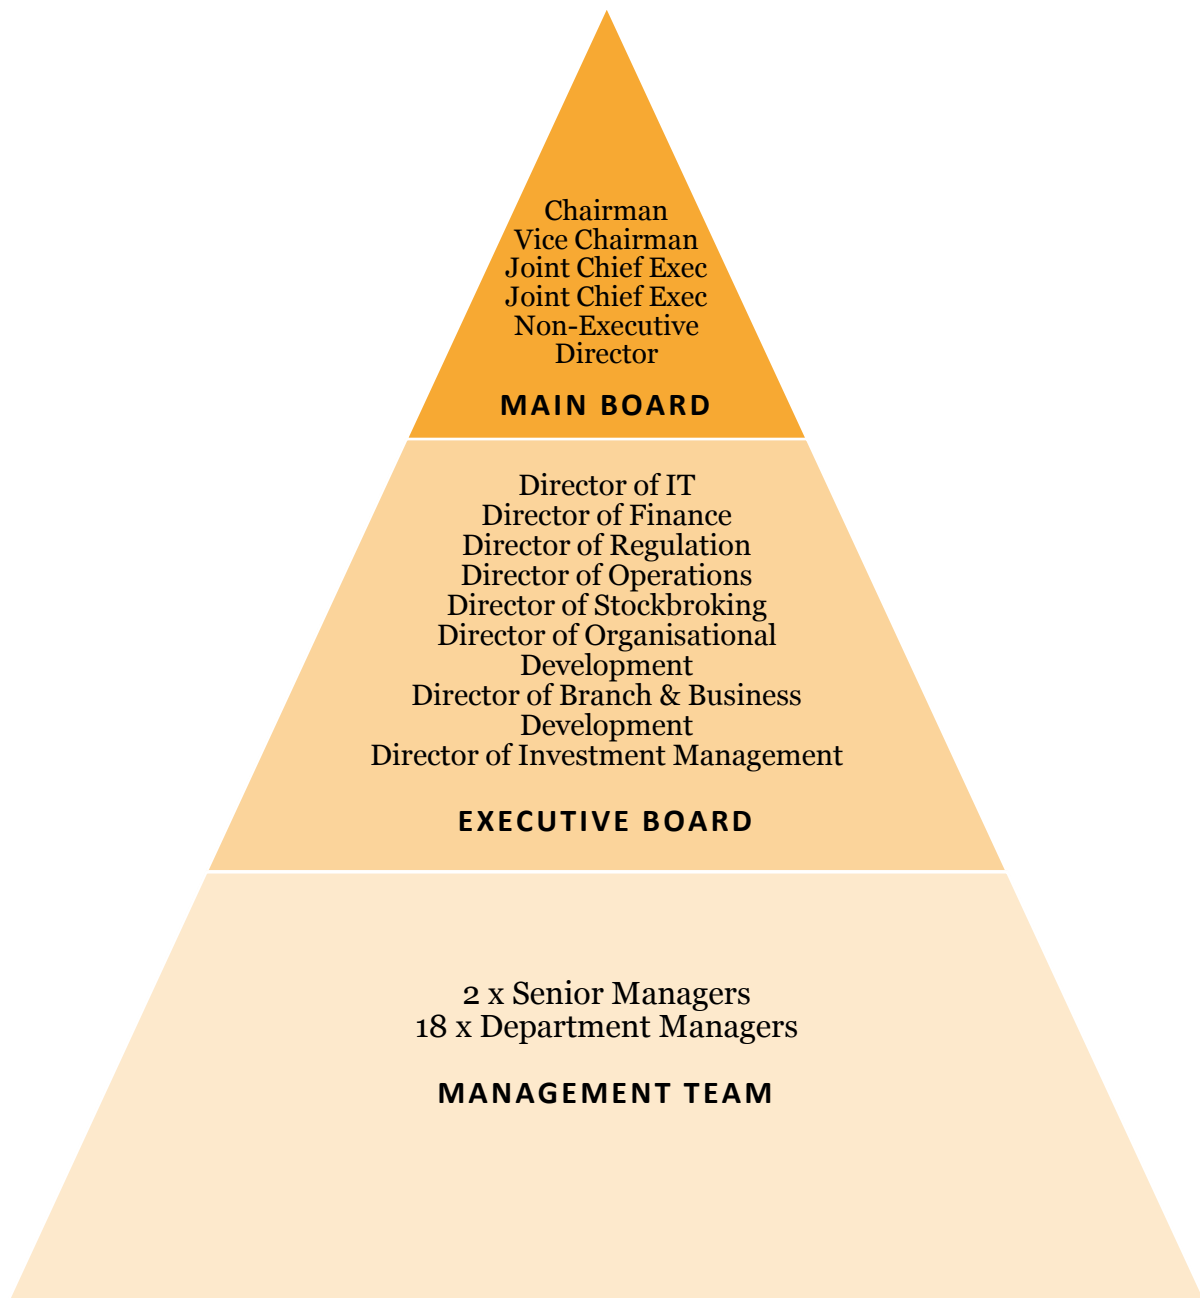 Chairman
Vice Chairman
Joint Chief Exec
Joint Chief Exec
Non-Executive
Director
MAIN BOARD
Director of IT
Director of Finance
Director of Regulation
Director of Operations
Director of Stockbroking
Director of Organisational
Development
Director of Branch & Business
Development
Director of Investment Management
EXECUTIVE BOARD
2 x Senior Managers
18 x Department Managers
MANAGEMENT TEAM